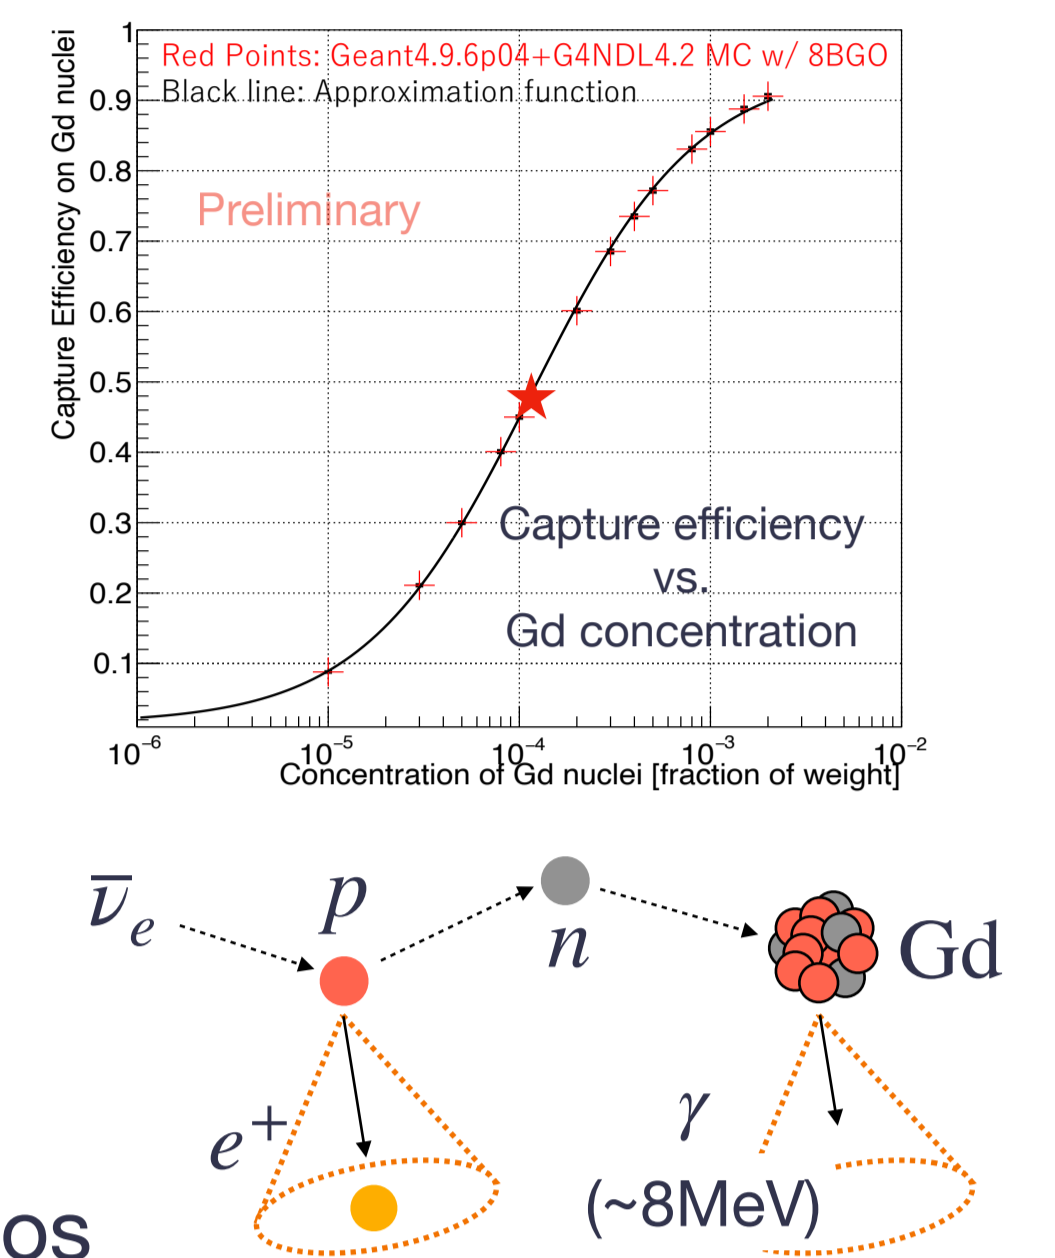 Capture Efficiency on Gd nuclei
1
0.9
0.8
0.7
0.6
0.5
0.4
0.3
0.2
0.1
Red Points: Geant4.9.6p04+G4NDL4.2 MC w/ 8BGO
Black line: Approximation function
Preliminary
Capture efficiency
vs.
Gd concentration
10⁻⁶ 10⁻⁵ 10⁻⁴ 10⁻³ 10⁻²
Concentration of Gd nuclei [fraction of weight]
ν̅ₑ
p
n
Gd
e⁺
γ
(~8MeV)
os